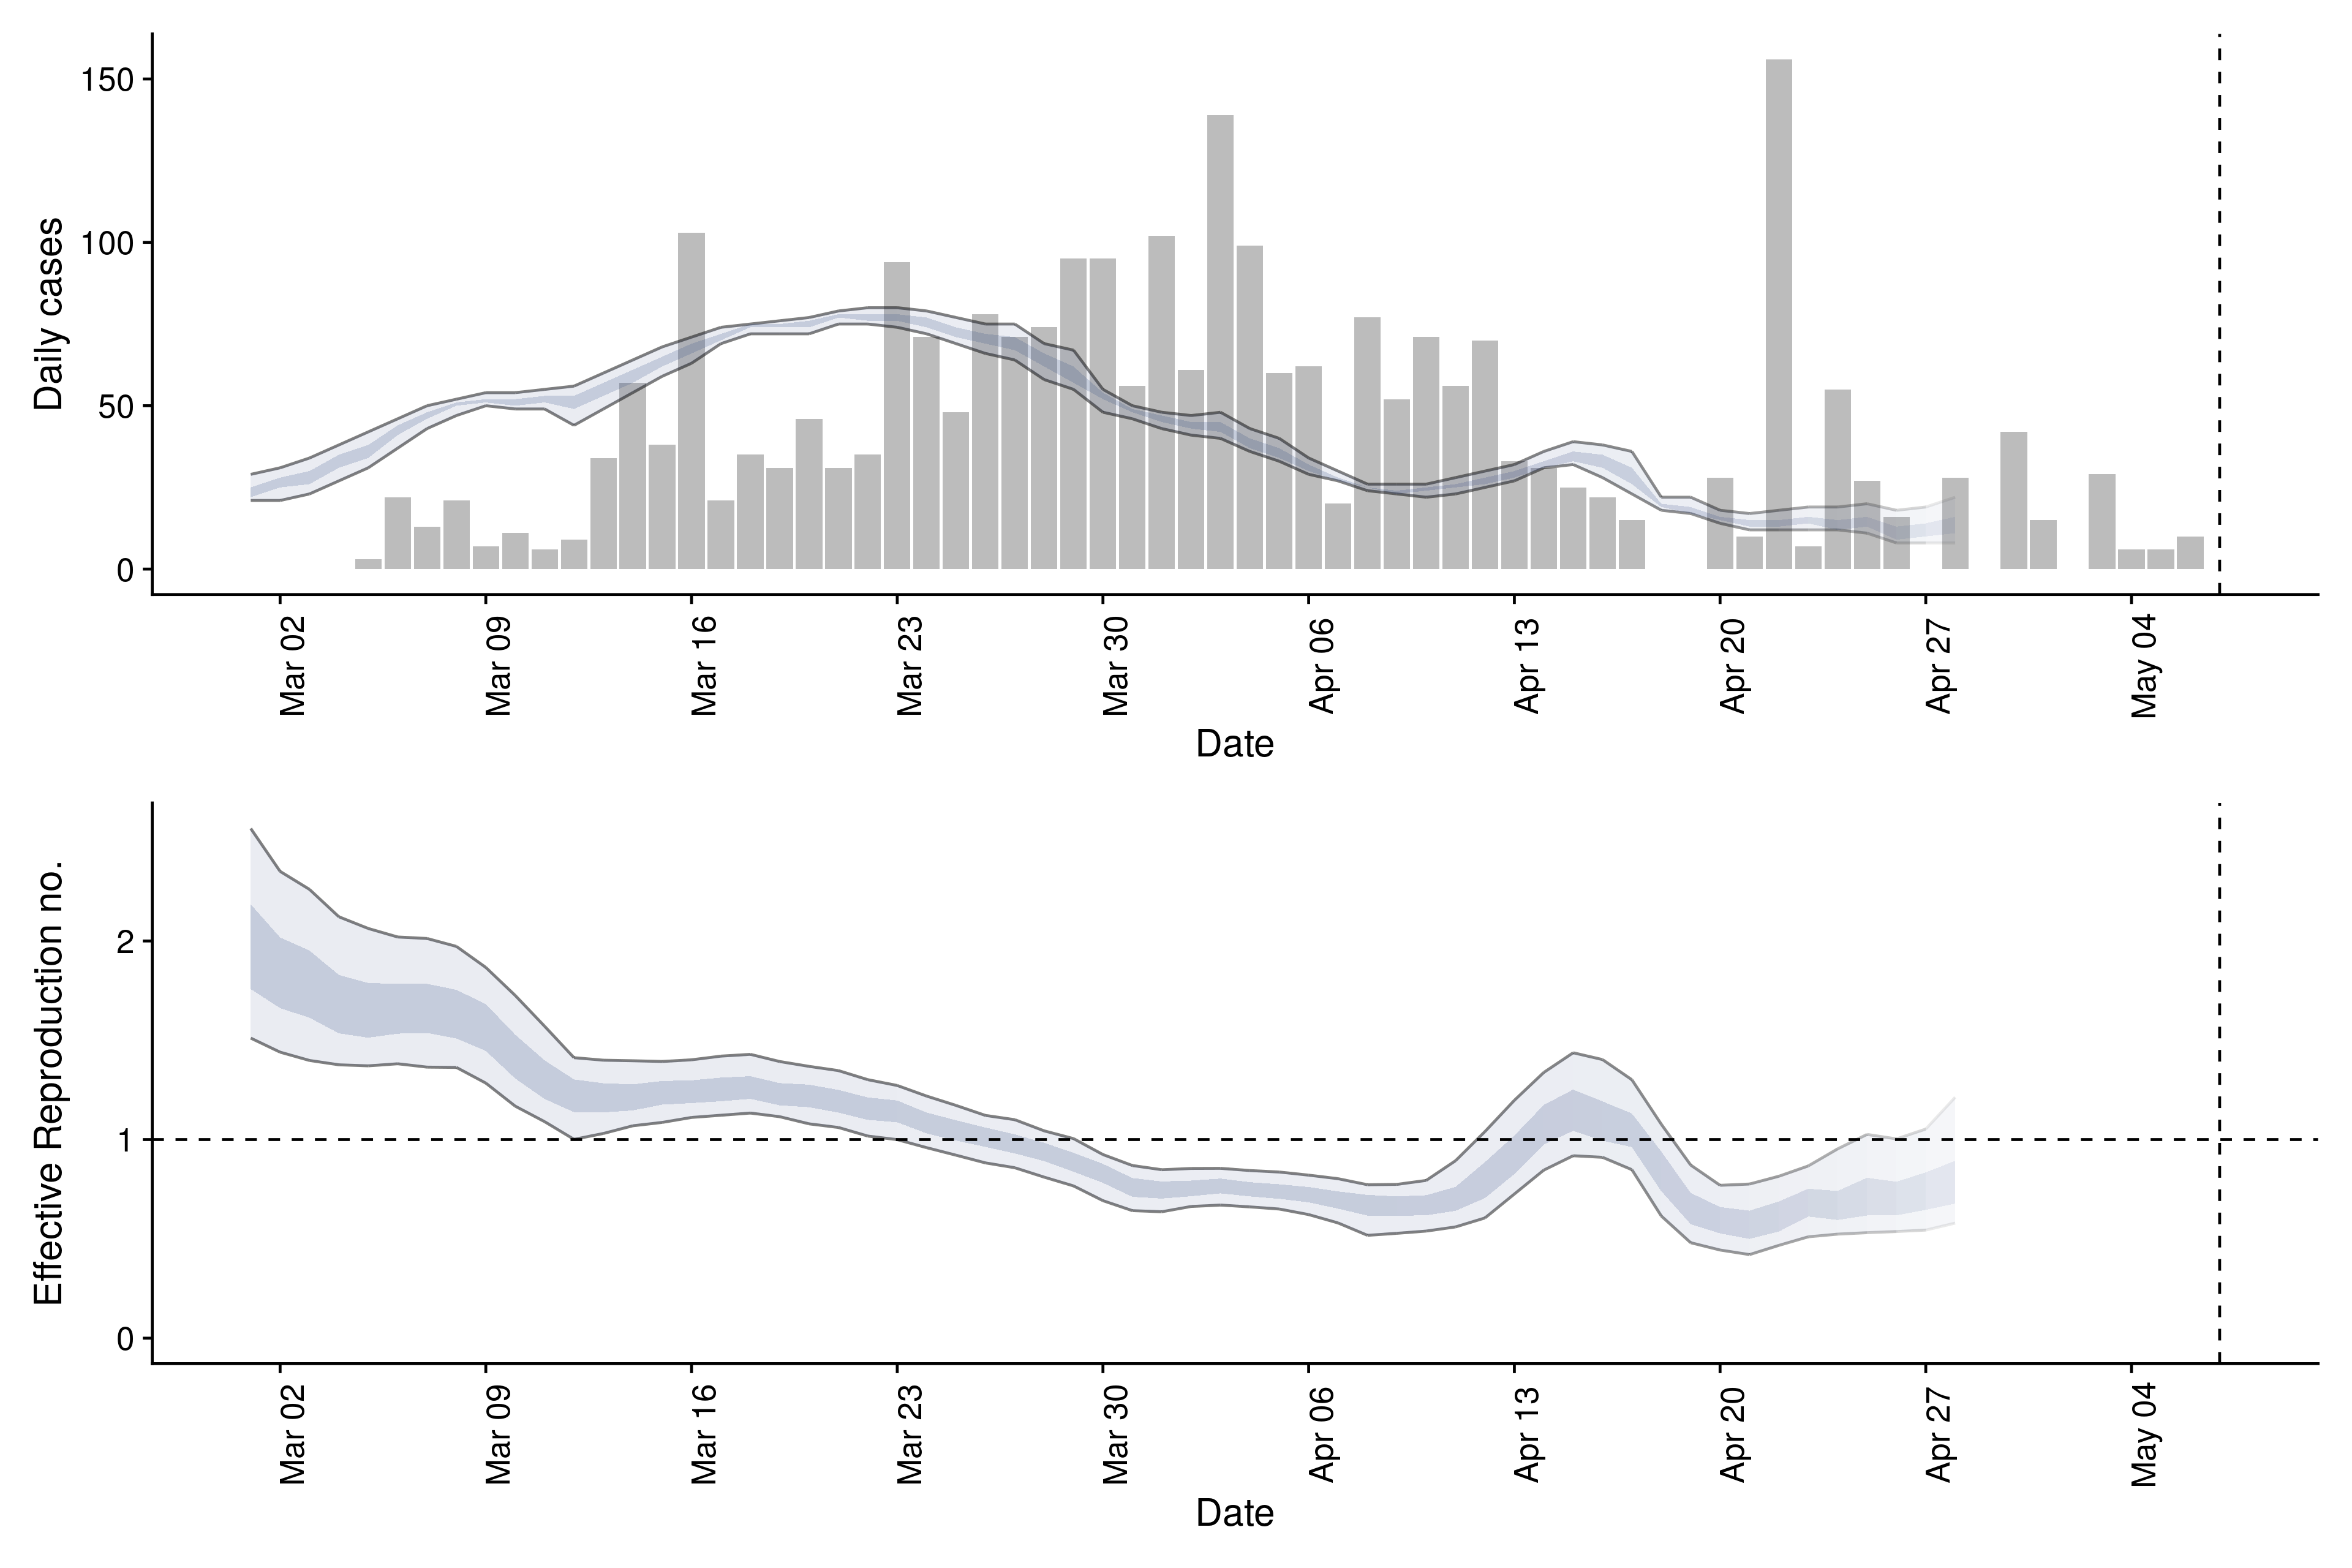 Daily cases
150
100
50
0
Mar 02
Mar 09
Mar 16
Mar 23
Mar 30
Apr 06
Apr 13
Apr 20
Apr 27
May 04
Date
Effective Reproduction no.
2
1
0
Mar 02
Mar 09
Mar 16
Mar 23
Mar 30
Apr 06
Apr 13
Apr 20
Apr 27
May 04
Date